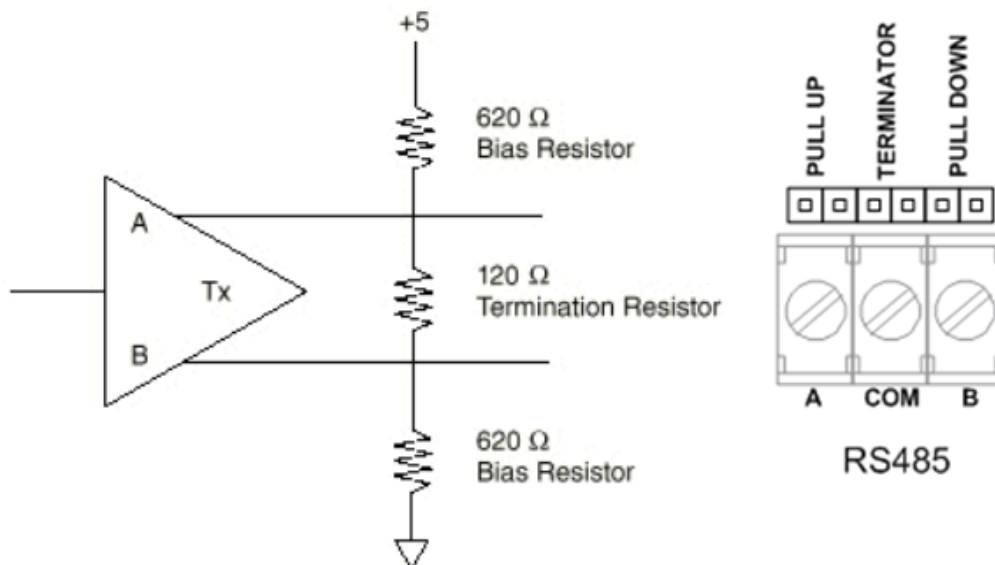 +5
620 Ω
Bias Resistor
A
120 Ω
Termination Resistor
Tx
B
620 Ω
Bias Resistor
PULL UP
TERMINATOR
PULL DOWN
A COM B
RS485